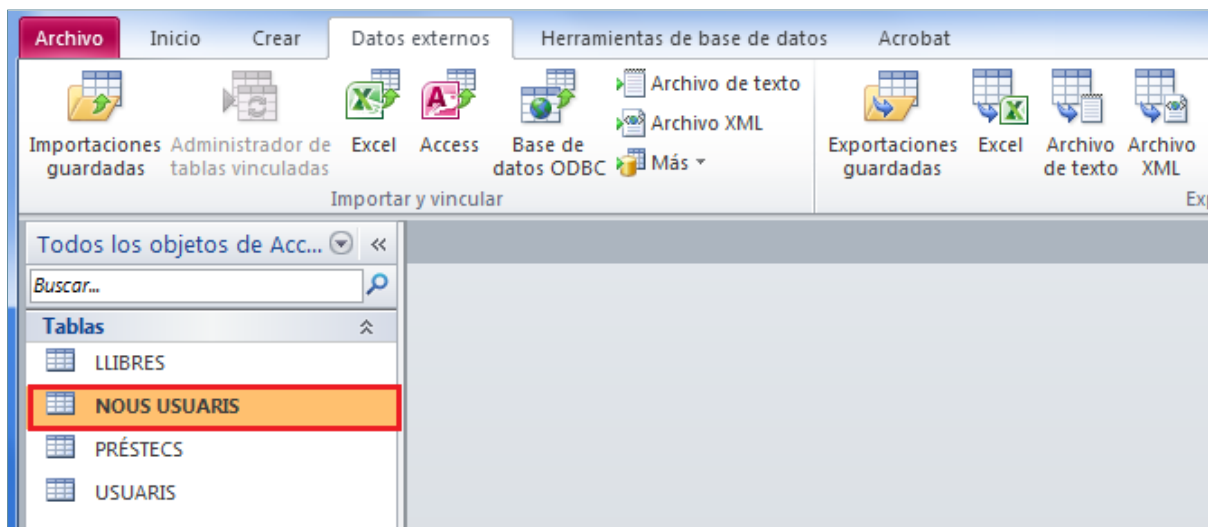 Archivo Inicio Crear Datos externos Herramientas de base de datos Acrobat
Importaciones guardadas
Administrador de tablas vinculadas
Excel
Access
Base de datos ODBC
Archivo de texto
Archivo XML
Más
Exportaciones guardadas
Excel
Archivo de texto
Archivo XML
Importar y vincular
Exp
Todos los objetos de Acc...
Buscar...
Tablas
LLIBRES
NOUS USUARIS
PRÉSTECS
USUARIS